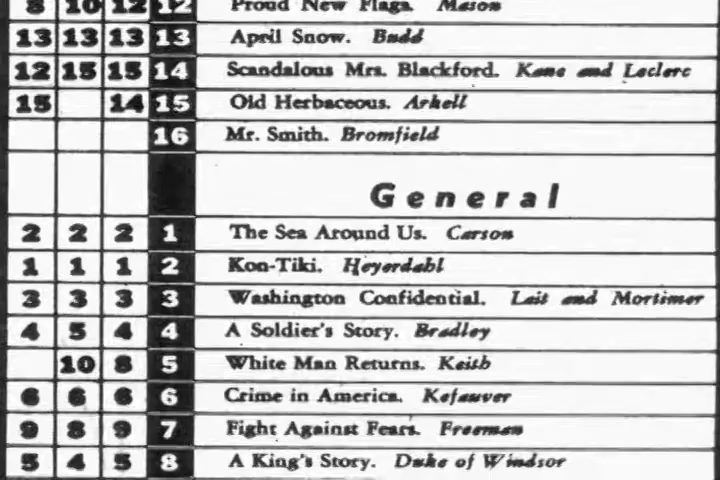 8 10 12 12 Proud New Flags. Mason
13 13 13 13 April Snow. Budd
12 15 15 14 Scandalous Mrs. Blackford. Kane and Leclerc
15 14 15 Old Herbaceous. Arkell
16 Mr. Smith. Bromfield
General
2 2 2 1 The Sea Around Us. Carson
1 1 1 2 Kon-Tiki. Heyerdahl
3 3 3 3 Washington Confidential. Lait and Mortimer
4 5 4 4 A Soldier's Story. Bradley
10 8 5 White Man Returns. Keith
6 6 6 6 Crime in America. Kefauver
9 8 9 7 Fight Against Fears. Freeman
5 4 5 8 A King's Story. Duke of Windsor